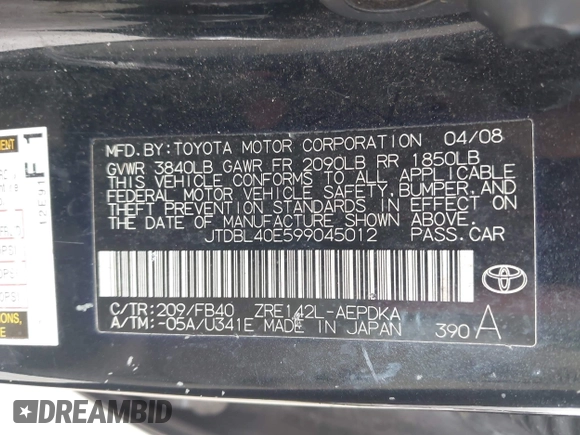 MFD.BY:TOYOTA MOTOR CORPORATION 04/08
GVWR 3840LB GAWR FR 2090LB RR 1850LB
THIS VEHICLE CONFORMS TO ALL APPLICABLE
FEDERAL MOTOR VEHICLE SAFETY, BUMPER, AND
THEFT PREVENTION STANDARDS IN EFFECT ON
THE DATE OF MANUFACTURE SHOWN ABOVE.
JTDBL40E599045012 PASS.CAR
C/TR:209/FB40 ZRE142L-AEPDKA
A/TM:-05A/U341E MADE IN JAPAN 390 A
F1
12E01
DREAMBID